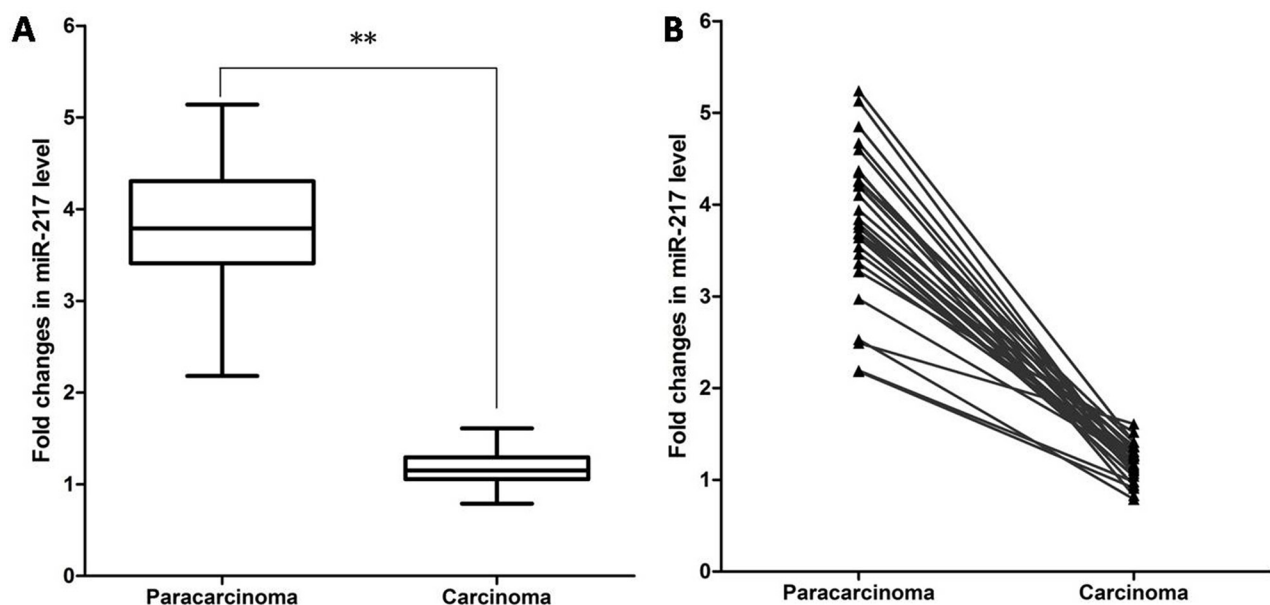 A
Fold changes in miR-217 level
6
5
4
3
2
1
0
**
Paracarcinoma
Carcinoma
B
Fold changes in miR-217 level
6
5
4
3
2
1
0
Paracarcinoma
Carcinoma